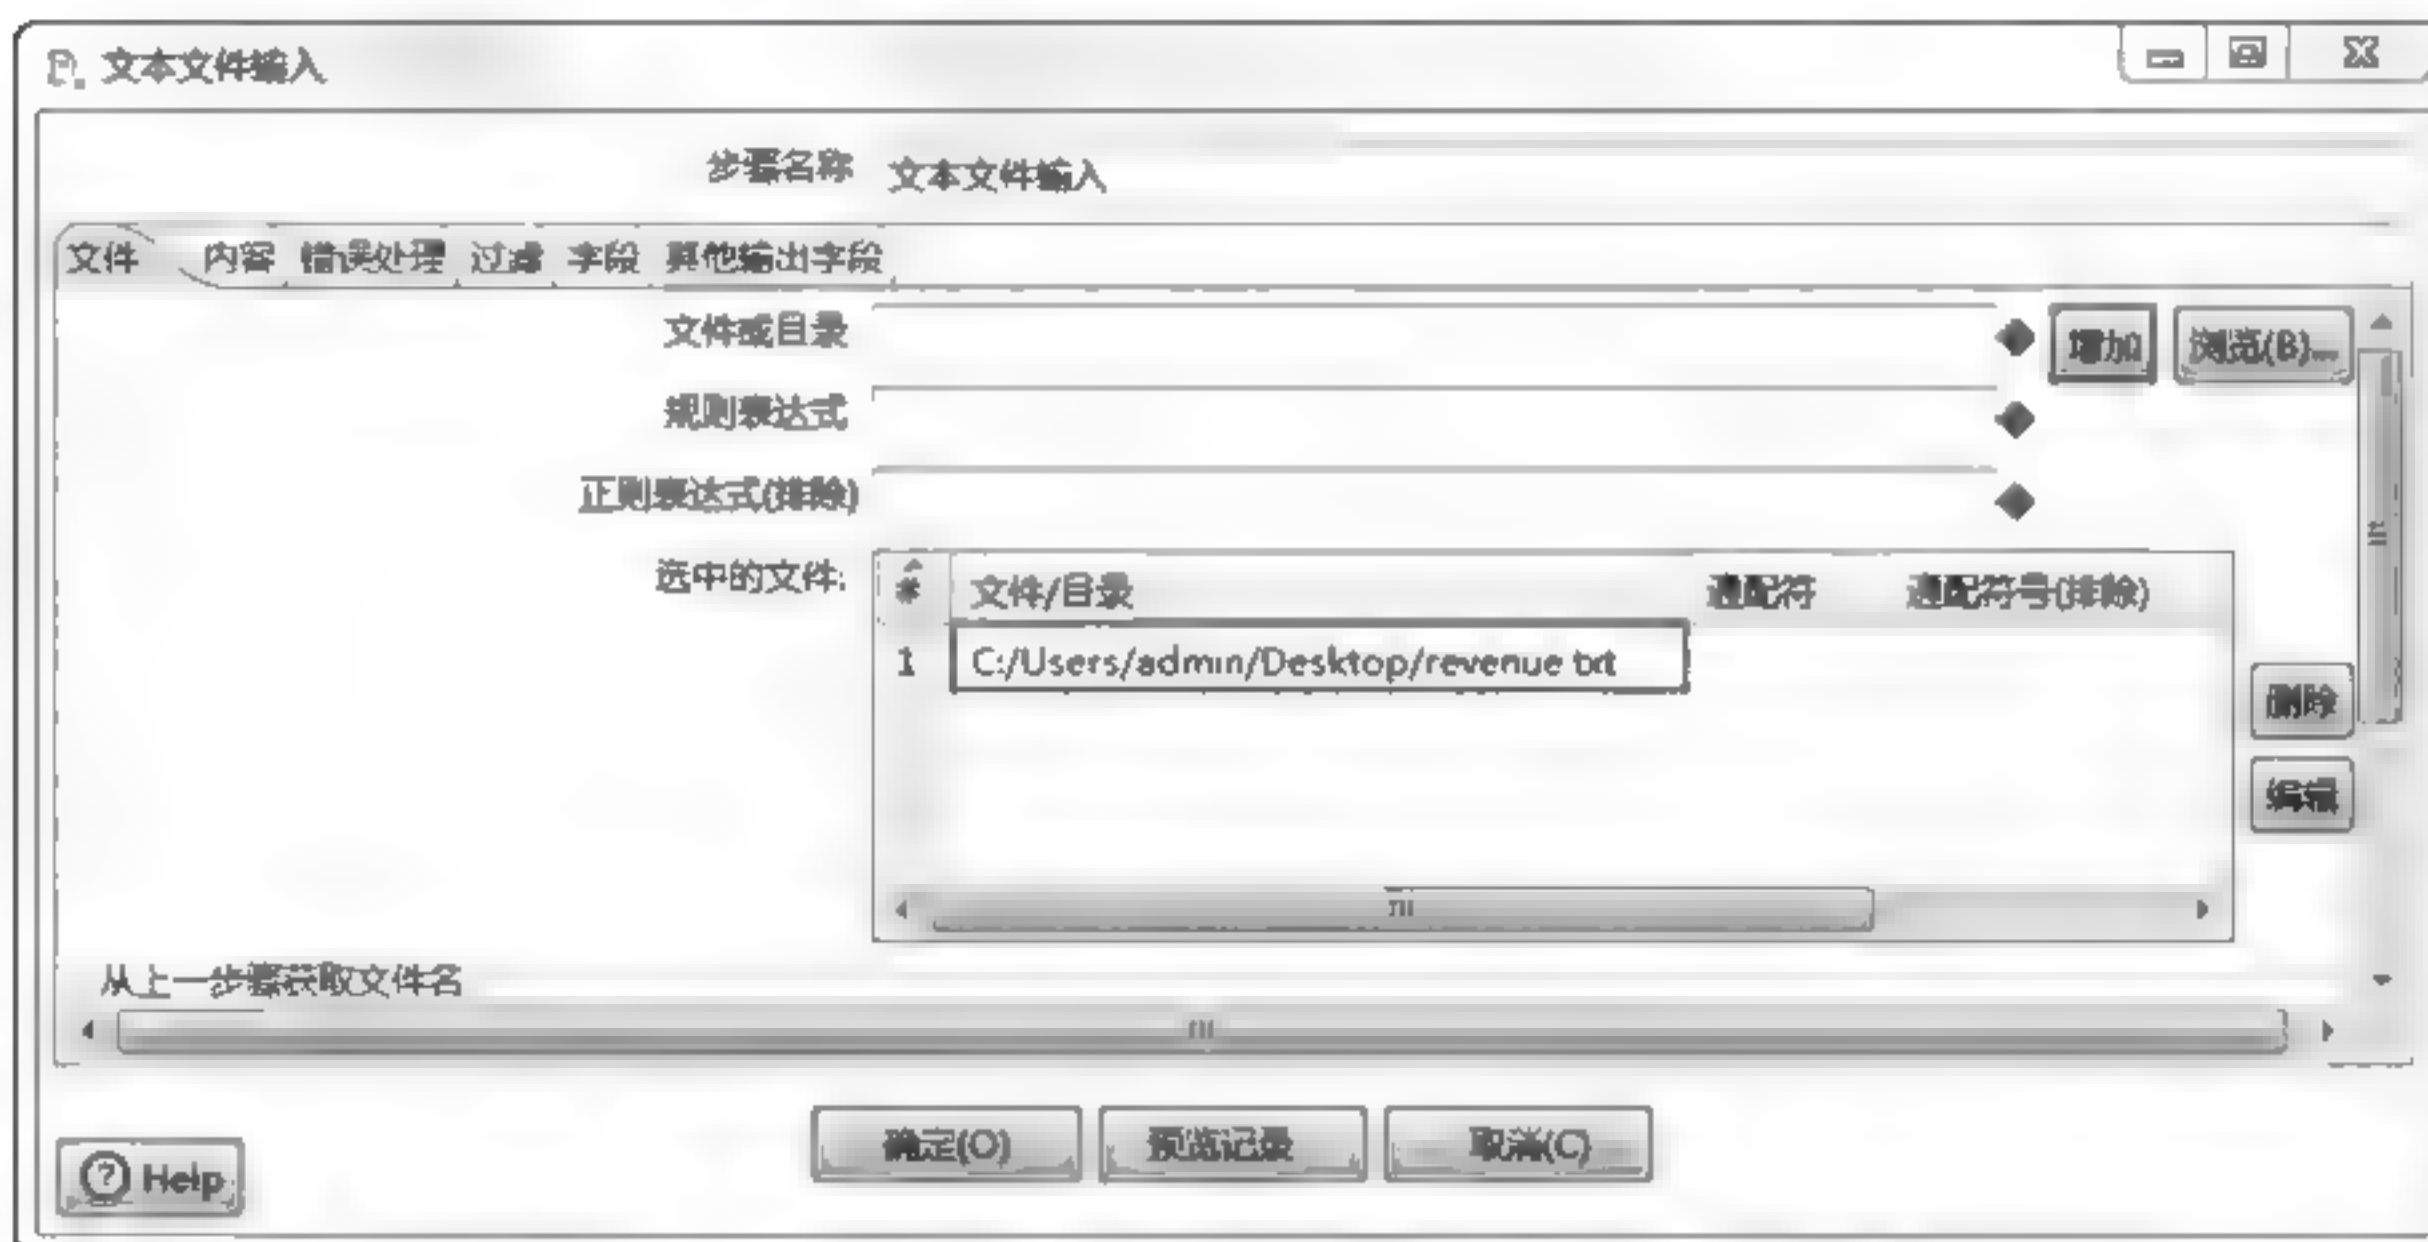 文本文件输入
步骤名称 文本文件输入
文件 内容 错误处理 过滤 字段 其他输出字段
文件或目录 增加 浏览(B)...
规则表达式
正则表达式(排除)
选中的文件: # 文件/目录 通配符 通配符号(排除)
1 C:/Users/admin/Desktop/revenue txt
删除
编辑
从上一步骤获取文件名
确定(O) 预览记录 取消(C)
Help